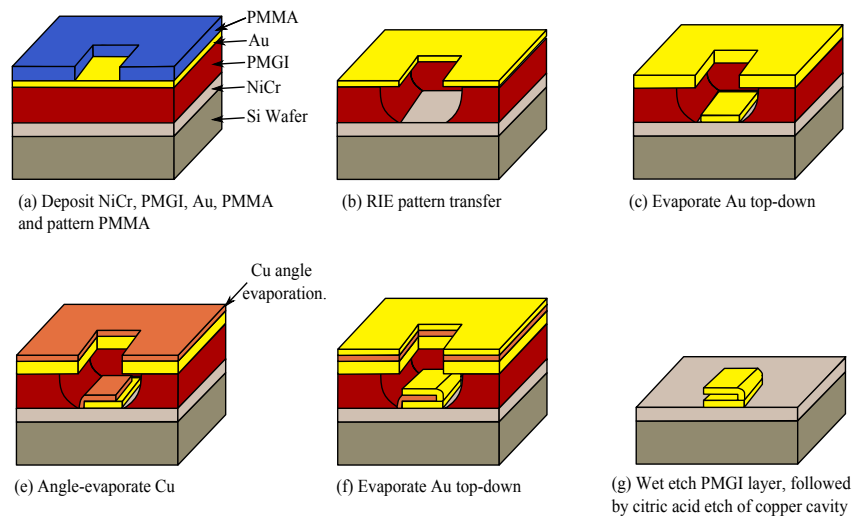 PMMA
Au
PMGI
NiCr
Si Wafer
(a) Deposit NiCr, PMGI, Au, PMMA
and pattern PMMA
(b) RIE pattern transfer
(c) Evaporate Au top-down
Cu angle
evaporation.
(e) Angle-evaporate Cu
(f) Evaporate Au top-down
(g) Wet etch PMGI layer, followed
by citric acid etch of copper cavity